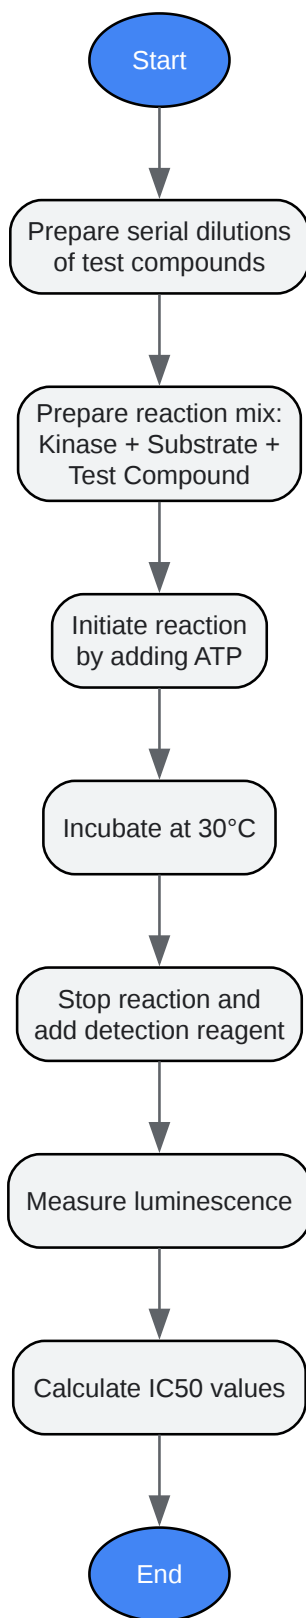 Start
Prepare serial dilutions
of test compounds
Prepare reaction mix:
Kinase + Substrate +
Test Compound
Initiate reaction
by adding ATP
Incubate at 30°C
Stop reaction and
add detection reagent
Measure luminescence
Calculate IC50 values
End